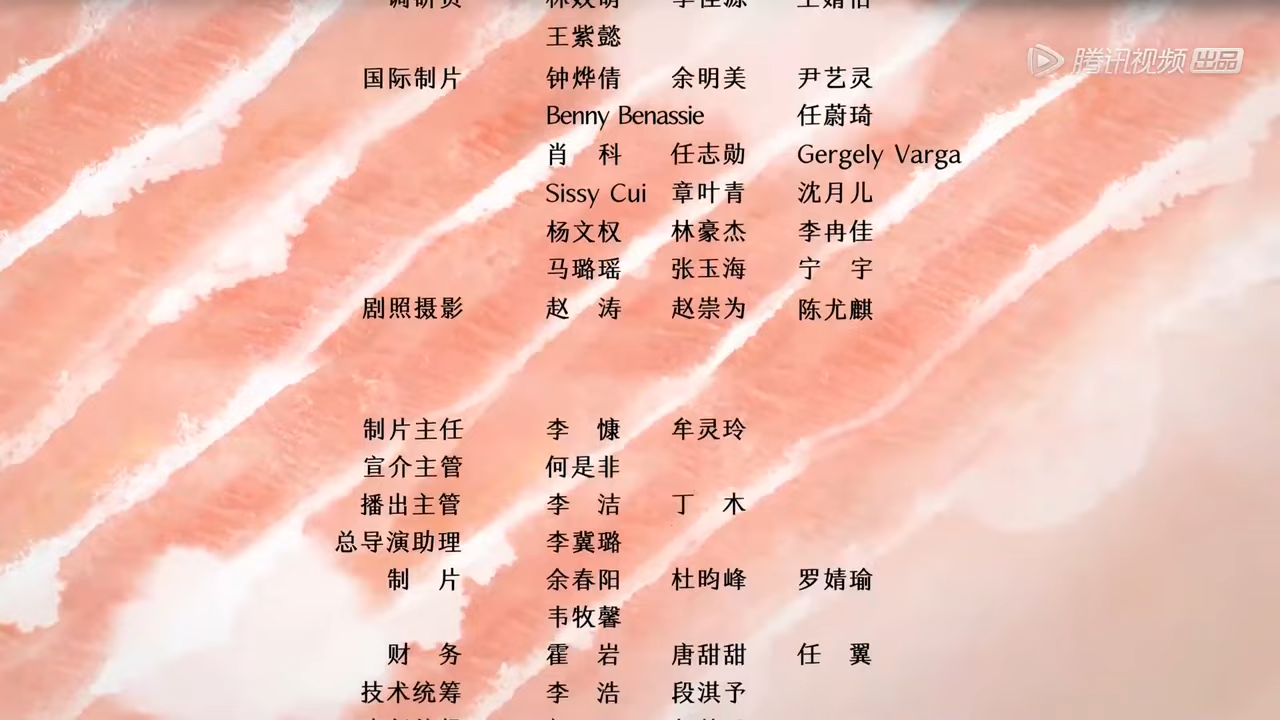 王紫懿
腾讯视频 出品
国际制片 钟烨倩 余明美 尹艺灵
Benny Benassie 任蔚琦
肖 科 任志勋 Gergely Varga
Sissy Cui 章叶青 沈月儿
杨文权 林豪杰 李冉佳
马璐瑶 张玉海 宁 宇
剧照摄影 赵 涛 赵崇为 陈尤麒
制片主任 李 慷 牟灵玲
宣介主管 何是非
播出主管 李 洁 丁 木
总导演助理 李冀璐
制 片 余春阳 杜昀峰 罗婧瑜
韦牧馨
财 务 霍 岩 唐甜甜 任 翼
技术统筹 李 浩 段淇予